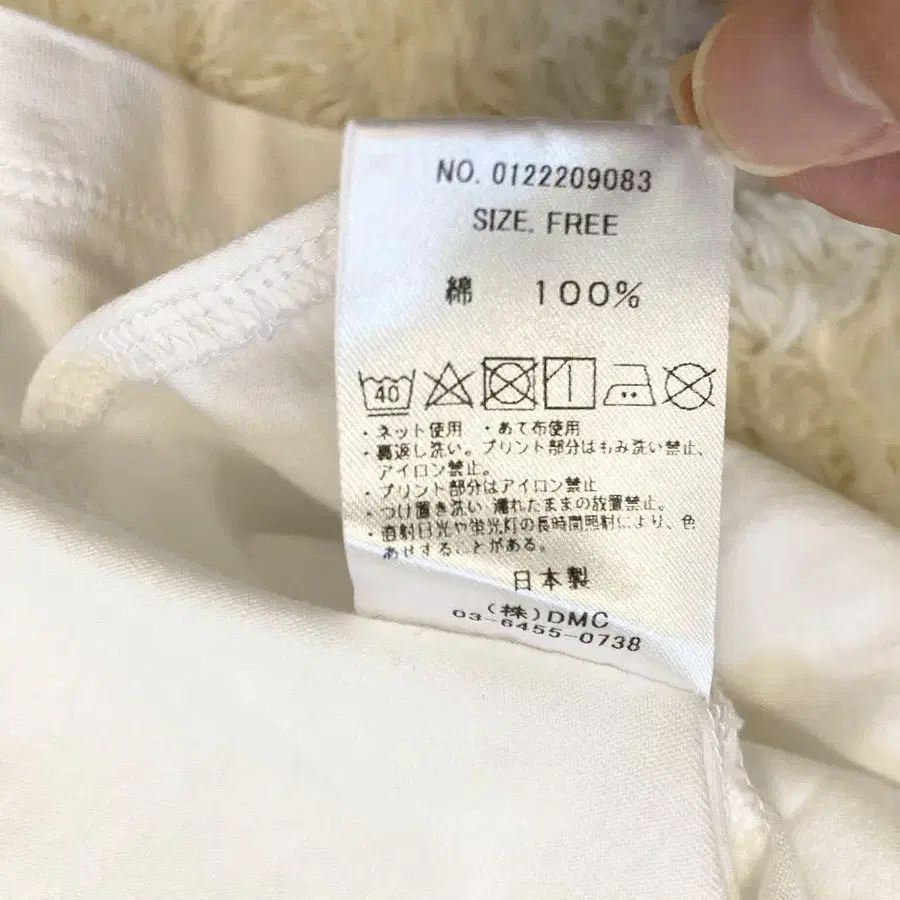 NO. 0122209083
SIZE. FREE
綿 100%
40
・ネット使用 ・あて布使用
・裏返し洗い。プリント部分はもみ洗い禁止、
アイロン禁止。
・プリント部分はアイロン禁止
・つけ置き洗い 濡れたままの放置禁止。
・直射日光や蛍光灯の長時間照射により、色
あせすることがある。
日本製
(株)DMC
03-6455-0738